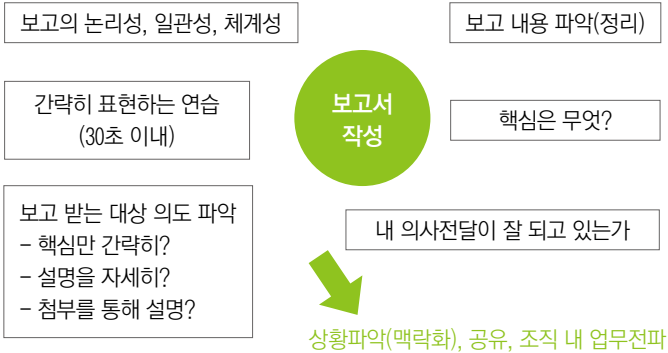 보고의 논리성, 일관성, 체계성
보고 내용 파악(정리)
간략히 표현하는 연습
(30초 이내)
보고서
작성
핵심은 무엇?
보고 받는 대상 의도 파악
– 핵심만 간략히?
– 설명을 자세히?
– 첨부를 통해 설명?
내 의사전달이 잘 되고 있는가
상황파악(맥락화), 공유, 조직 내 업무전파